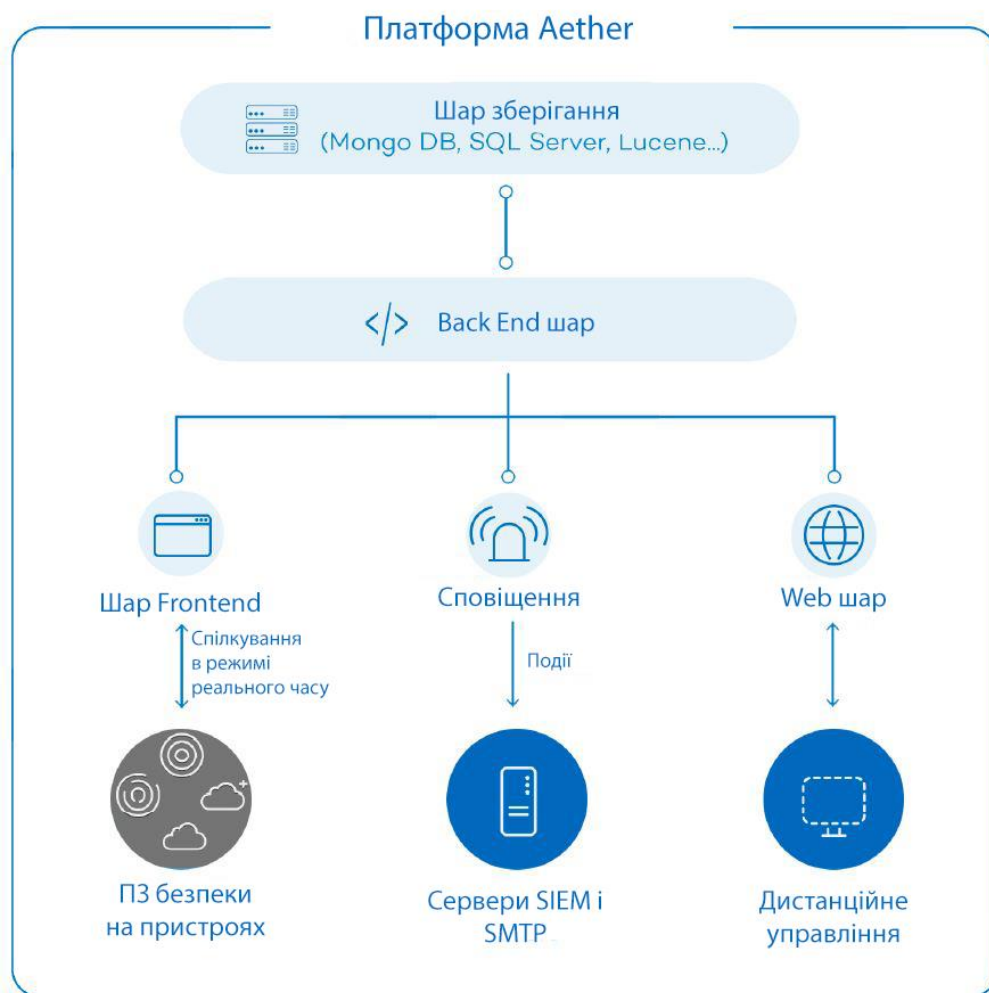 Платформа Aether
Шар зберігання
(Mongo DB, SQL Server, Lucene...)
</> Back End шар
Шар Frontend
Сповіщення
Web шар
Спілкування
в режимі
реального часу
Події
ПЗ безпеки
на пристроях
Сервери SIEM і
SMTP
Дистанційне
управління